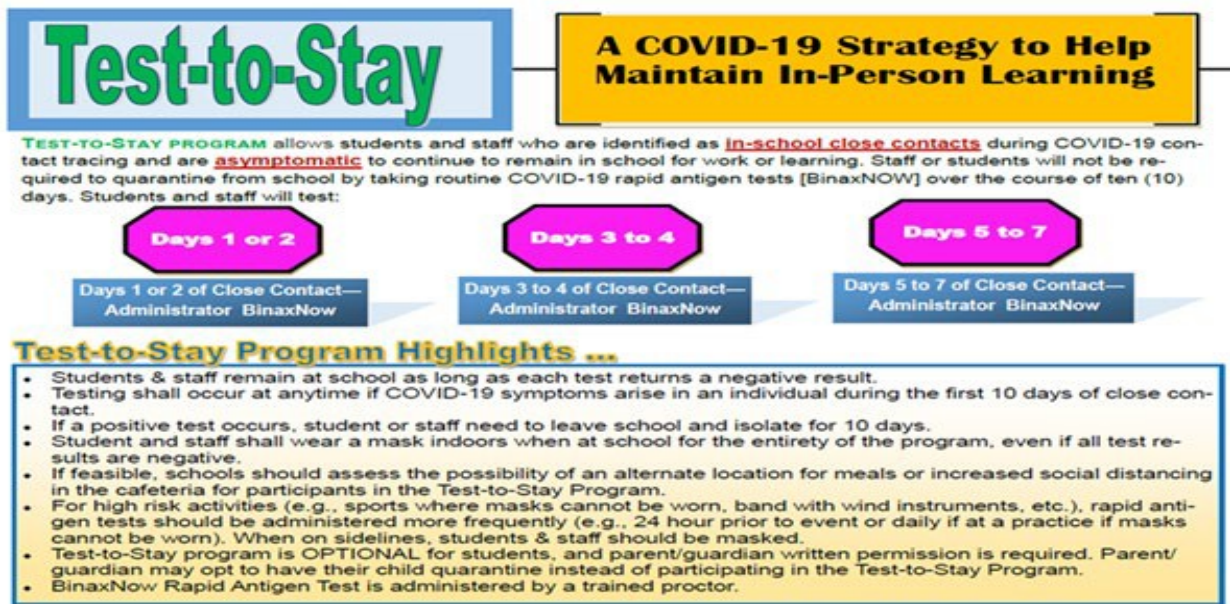 Test-to-Stay
A COVID-19 Strategy to Help
Maintain In-Person Learning
TEST-TO-STAY PROGRAM allows students and staff who are identified as in-school close contacts during COVID-19 con-
tact tracing and are asymptomatic to continue to remain in school for work or learning. Staff or students will not be re-
quired to quarantine from school by taking routine COVID-19 rapid antigen tests [BinaxNOW] over the course of ten (10)
days. Students and staff will test:
Days 1 or 2
Days 3 to 4
Days 5 to 7
Days 1 or 2 of Close Contact—
Administrator BinaxNow
Days 3 to 4 of Close Contact—
Administrator BinaxNow
Days 5 to 7 of Close Contact—
Administrator BinaxNow
Test-to-Stay Program Highlights ...
• Students & staff remain at school as long as each test returns a negative result.
• Testing shall occur at anytime if COVID-19 symptoms arise in an individual during the first 10 days of close con-
tact.
• If a positive test occurs, student or staff need to leave school and isolate for 10 days.
• Student and staff shall wear a mask indoors when at school for the entirety of the program, even if all test re-
sults are negative.
• If feasible, schools should assess the possibility of an alternate location for meals or increased social distancing
in the cafeteria for participants in the Test-to-Stay Program.
• For high risk activities (e.g., sports where masks cannot be worn, band with wind instruments, etc.), rapid anti-
gen tests should be administered more frequently (e.g., 24 hour prior to event or daily if at a practice if masks
cannot be worn). When on sidelines, students & staff should be masked.
• Test-to-Stay program is OPTIONAL for students, and parent/guardian written permission is required. Parent/
guardian may opt to have their child quarantine instead of participating in the Test-to-Stay Program.
• BinaxNow Rapid Antigen Test is administered by a trained proctor.